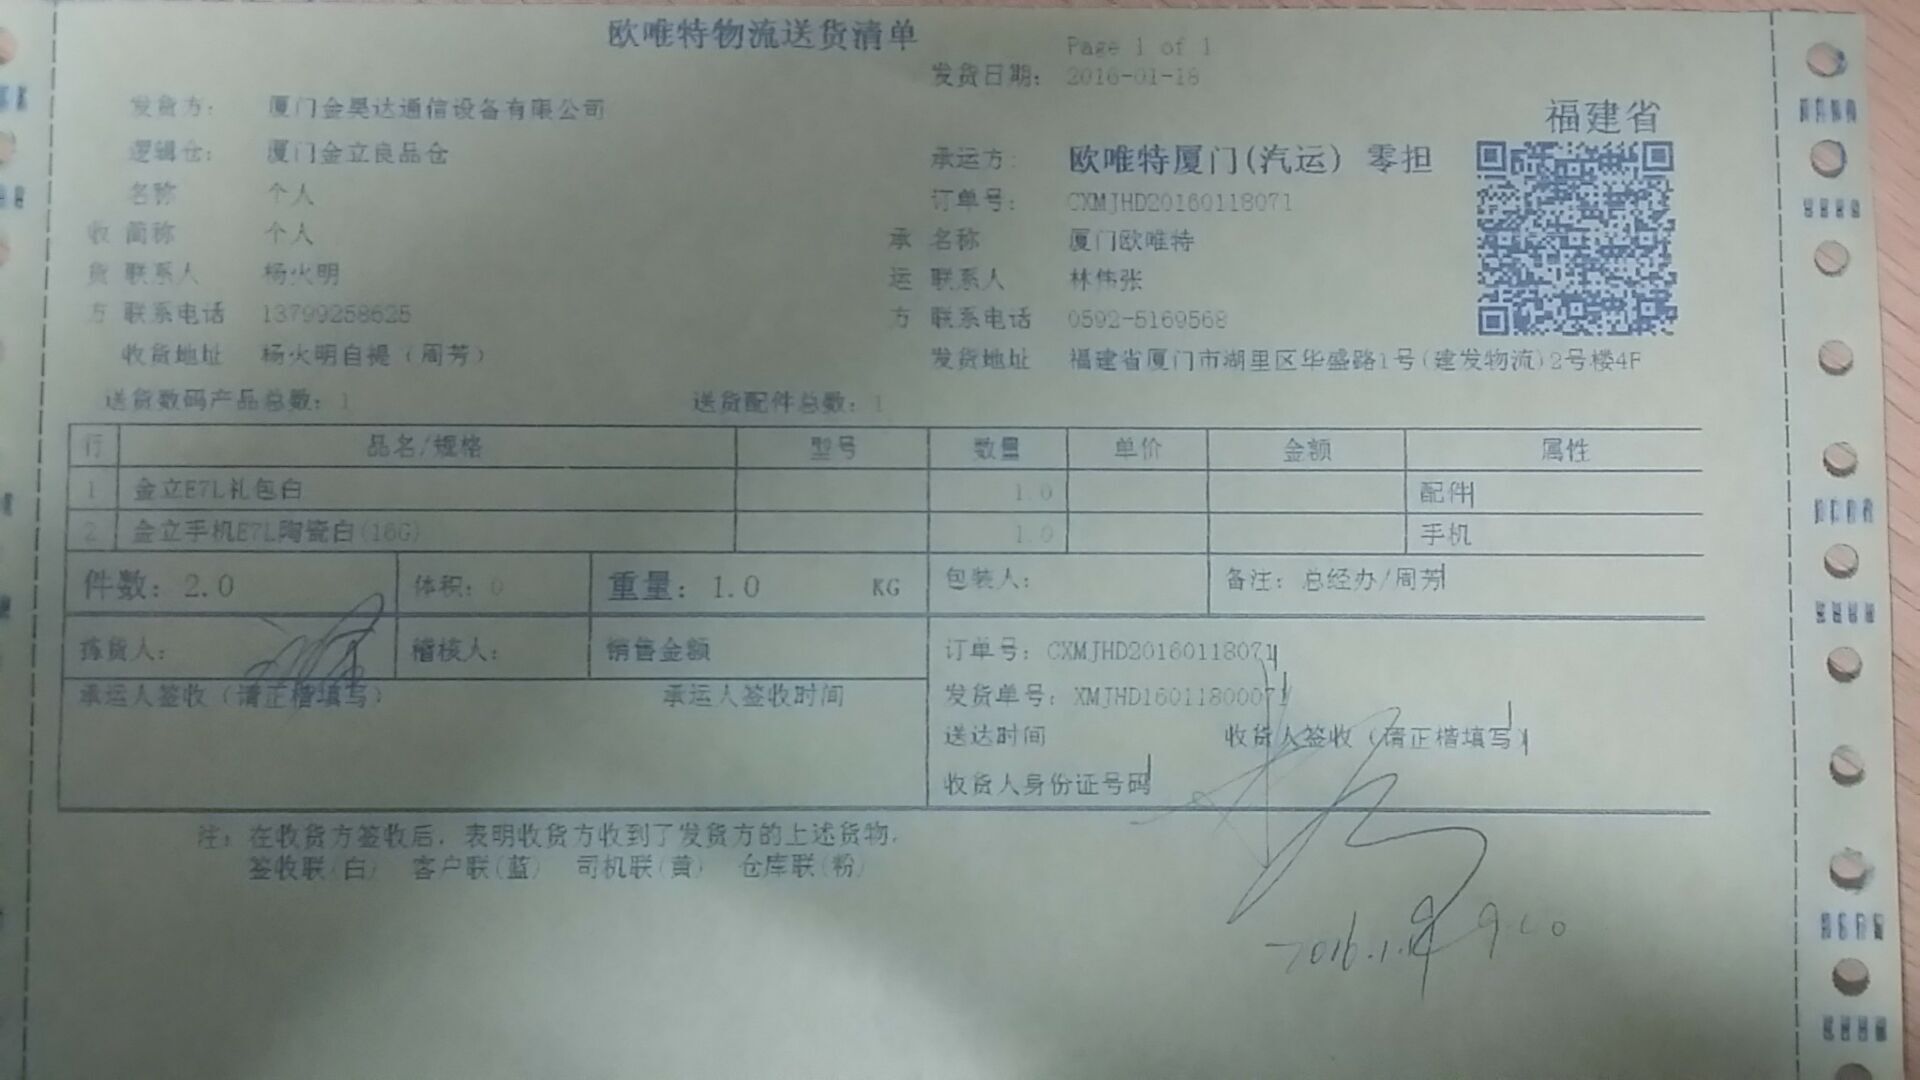 欧唯特物流送货清单
Page 1 of 1
发货日期: 2016-01-18
发货方: 厦门金昊达通信设备有限公司
福建省
逻辑仓: 厦门金立良品仓
承运方: 欧唯特厦门(汽运) 零担
名称 个人
订单号: CXMJHD20160118071
收 简称 个人
承 名称 厦门欧唯特
货 联系人 杨火明
运 联系人 林伟张
方 联系电话 13799258625
方 联系电话 0592-5169568
收货地址 杨火明自提（周芳）
发货地址 福建省厦门市湖里区华盛路1号(建发物流)2号楼4F
送货数码产品总数: 1 送货配件总数: 1
行 品名/规格 型号 数量 单价 金额 属性
1 金立E7L礼包白 1.0 配件
2 金立手机E7L陶瓷白(16G) 1.0 手机
件数: 2.0 体积: 0 重量: 1.0 KG 包装人: 备注: 总经办/周芳
拣货人: 稽核人: 销售金额 订单号: CXMJHD20160118071
承运人签收（请正楷填写） 承运人签收时间 发货单号: XMJHD16011800071
送达时间 收货人签收（请正楷填写）
收货人身份证号码
注: 在收货方签收后, 表明收货方收到了发货方的上述货物.
签收联(白) 客户联(蓝) 司机联(黄) 仓库联(粉)